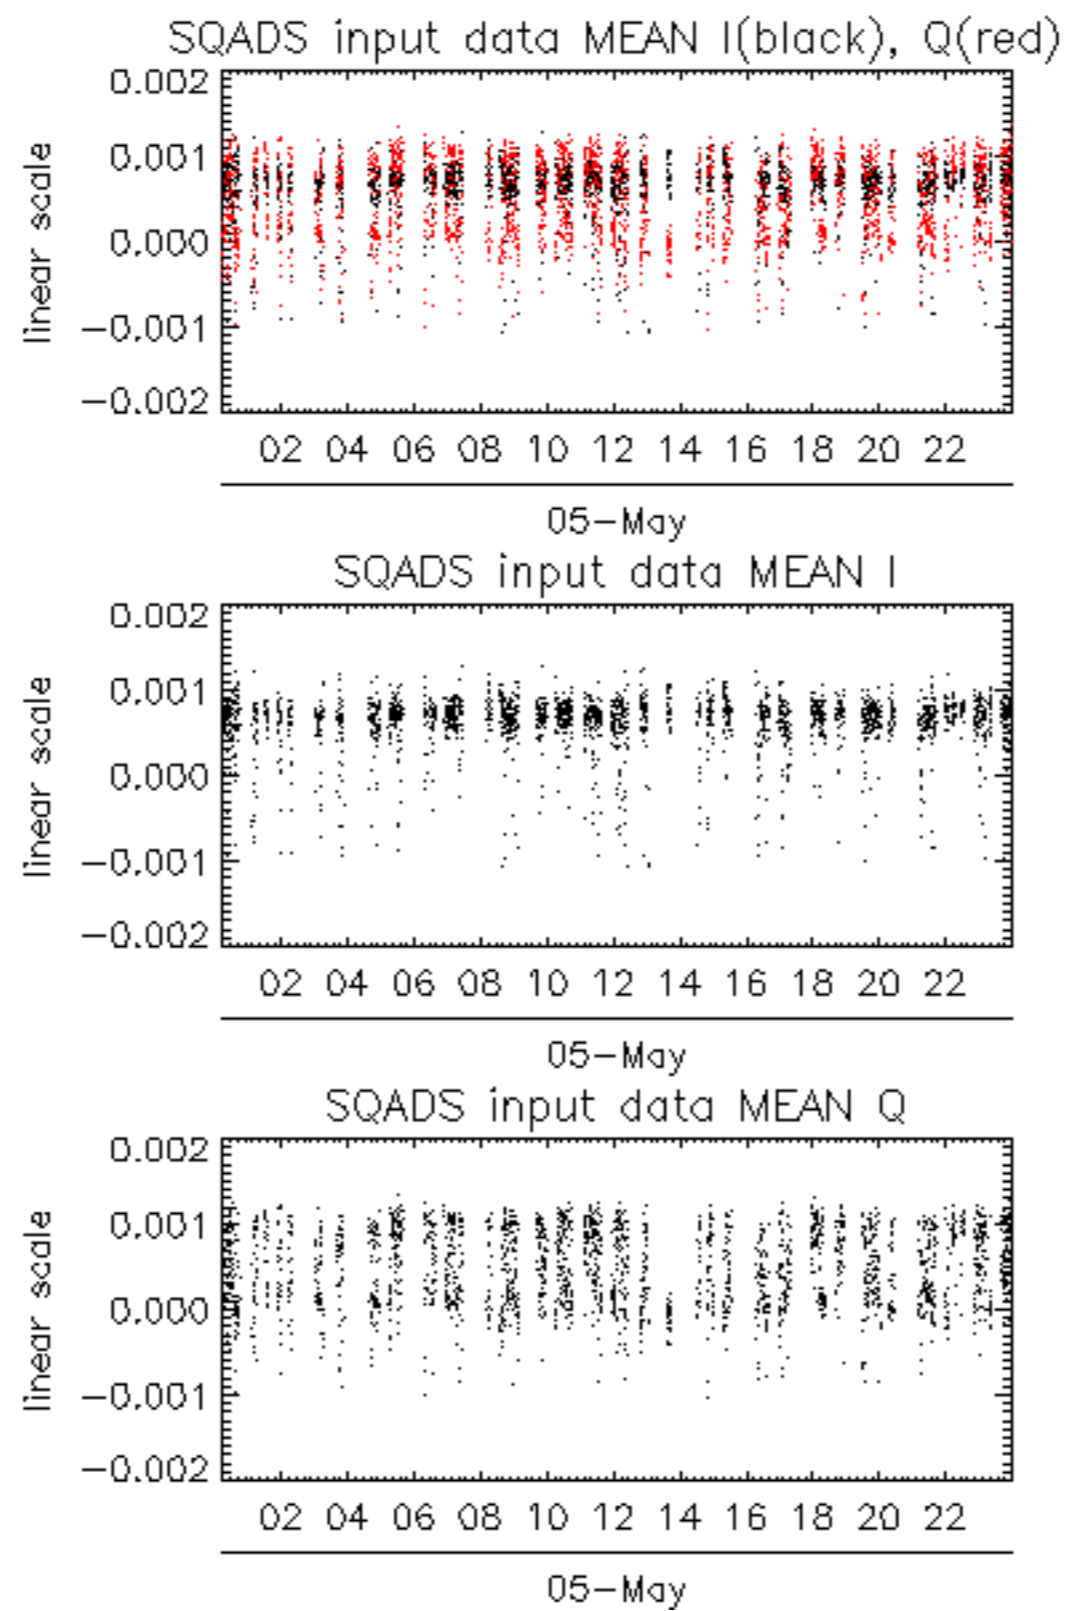 SQADS input data MEAN I(black), Q(red)
0.002
0.001
0.000
−0.001
−0.002
linear scale
02 04 06 08 10 12 14 16 18 20 22
05−May
SQADS input data MEAN I
0.002
0.001
0.000
−0.001
−0.002
linear scale
02 04 06 08 10 12 14 16 18 20 22
05−May
SQADS input data MEAN Q
0.002
0.001
0.000
−0.001
−0.002
linear scale
02 04 06 08 10 12 14 16 18 20 22
05−May